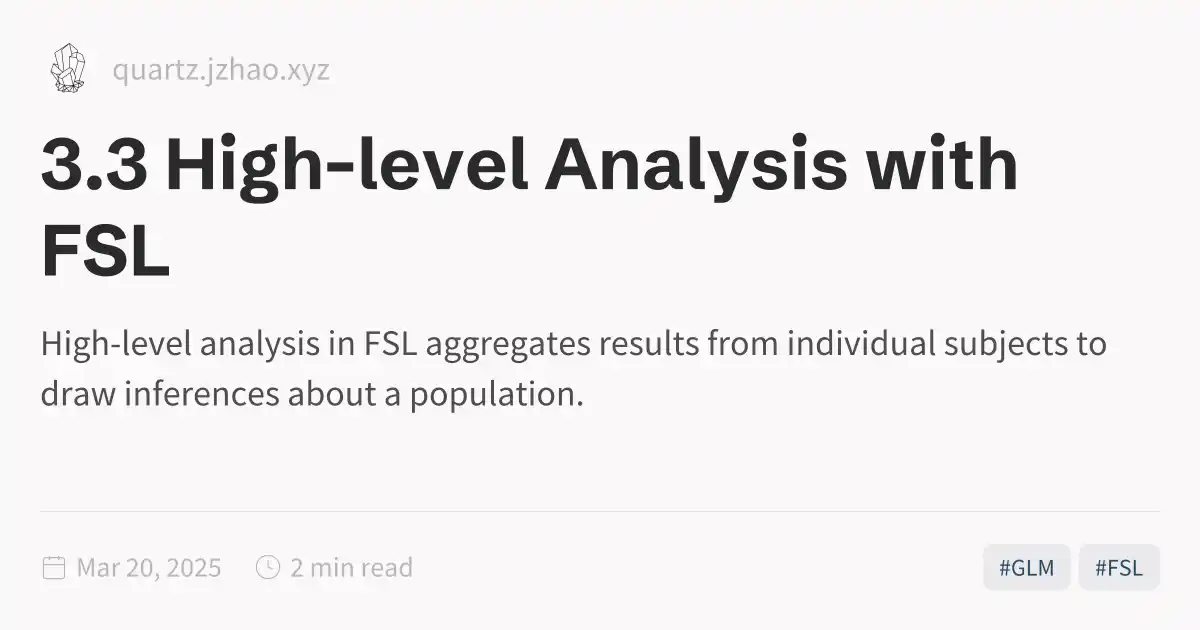 quartz.jzhao.xyz
3.3 High-level Analysis with
FSL
High-level analysis in FSL aggregates results from individual subjects to
draw inferences about a population.
Mar 20, 2025
2 min read
#GLM
#FSL